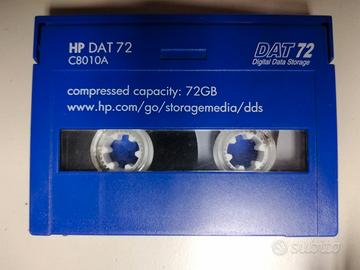 HP DAT 72
C8010A
DAT 72
Digital Data Storage
compressed capacity: 72GB
www.hp.com/go/storagemedia/dds
subito